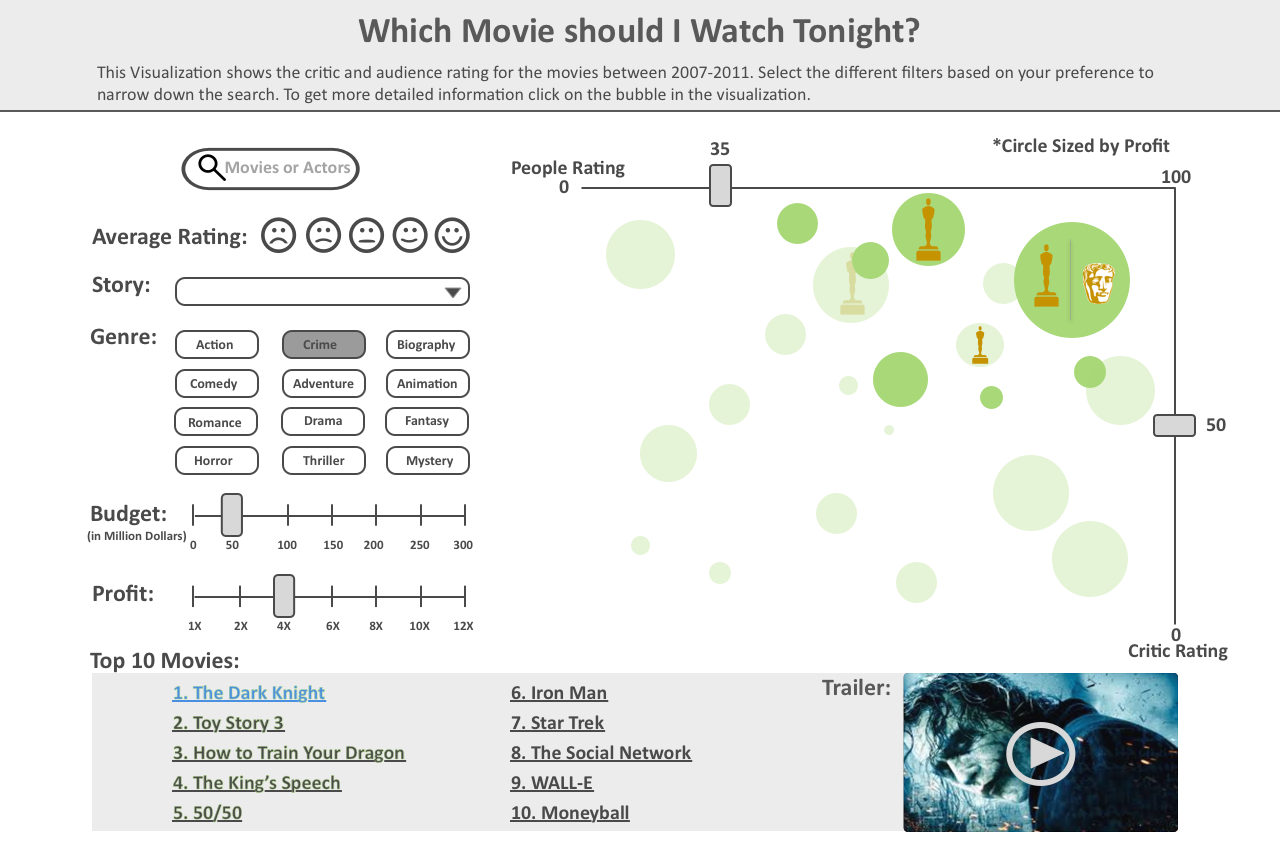 Which Movie should I Watch Tonight?
This Visualization shows the critic and audience rating for the movies between 2007-2011. Select the different filters based on your preference to
narrow down the search. To get more detailed information click on the bubble in the visualization.
Movies or Actors
Average Rating:
Story:
Genre:
Action Crime Biography
Comedy Adventure Animation
Romance Drama Fantasy
Horror Thriller Mystery
Budget:
(in Million Dollars)
0 50 100 150 200 250 300
Profit:
1X 2X 4X 6X 8X 10X 12X
35
*Circle Sized by Profit
People Rating
0
100
50
0
Critic Rating
Top 10 Movies:
1. The Dark Knight
2. Toy Story 3
3. How to Train Your Dragon
4. The King’s Speech
5. 50/50
6. Iron Man
7. Star Trek
8. The Social Network
9. WALL-E
10. Moneyball
Trailer: